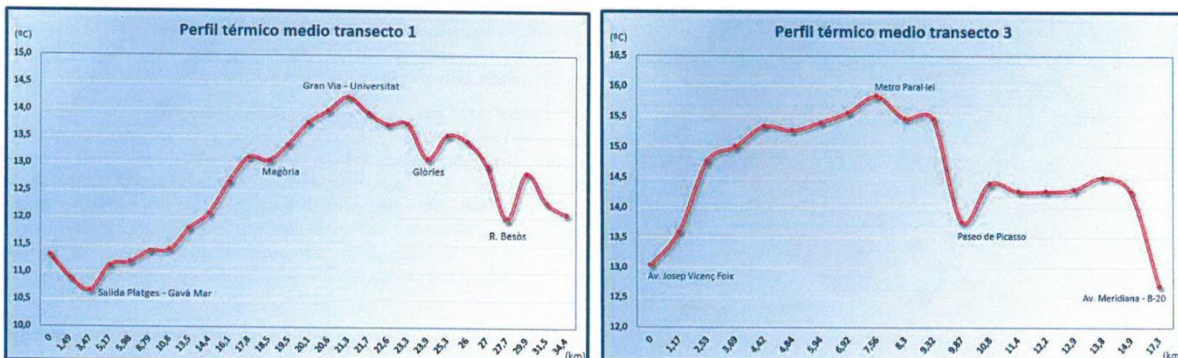 Perfil térmico medio transecto 1
(ºC)
15,0
14,5
14,0
13,5
13,0
12,5
12,0
11,5
11,0
10,5
10,0
Gran Via - Universitat
Magòria
Glòries
R. Besòs
Salida Platges - Gavà Mar
0 1,49 3,47 5,17 5,98 8,79 10,8 13,5 14,4 16,1 17,8 18,5 19,5 20,1 20,6 21,3 21,7 22,6 23,3 23,9 25,3 26 27 27,7 29,9 31,5 34,4
(km)
Perfil térmico medio transecto 3
(ºC)
16,5
16,0
15,5
15,0
14,5
14,0
13,5
13,0
12,5
12,0
Metro Paral·lel
Paseo de Picasso
Av. Josep Vicenç Foix
Av. Meridiana - B-20
0 1,17 2,53 3,69 4,42 4,84 5,94 6,92 7,56 8,3 9,32 9,87 10,8 11,4 12,2 12,9 13,8 14,9 17,3
(km)